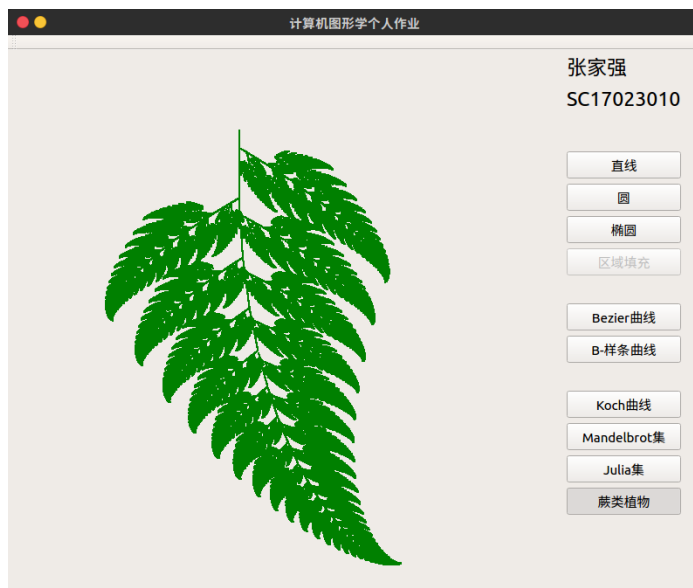 计算机图形学个人作业
张家强
SC17023010
直线
圆
椭圆
区域填充
Bezier曲线
B-样条曲线
Koch曲线
Mandelbrot集
Julia集
蕨类植物